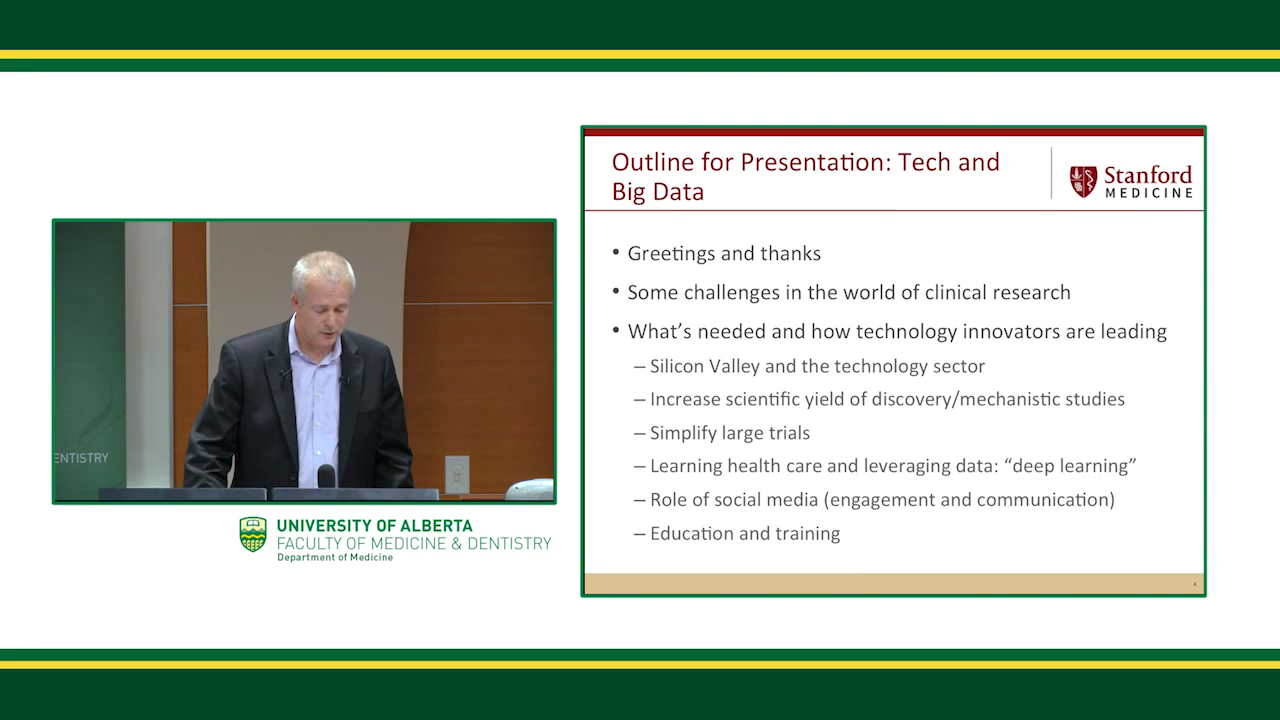 ENTISTRY
UNIVERSITY OF ALBERTA
FACULTY OF MEDICINE & DENTISTRY
Department of Medicine
Outline for Presentation: Tech and
Big Data
Stanford
MEDICINE
• Greetings and thanks
• Some challenges in the world of clinical research
• What's needed and how technology innovators are leading
– Silicon Valley and the technology sector
– Increase scientific yield of discovery/mechanistic studies
– Simplify large trials
– Learning health care and leveraging data: “deep learning”
– Role of social media (engagement and communication)
– Education and training
4